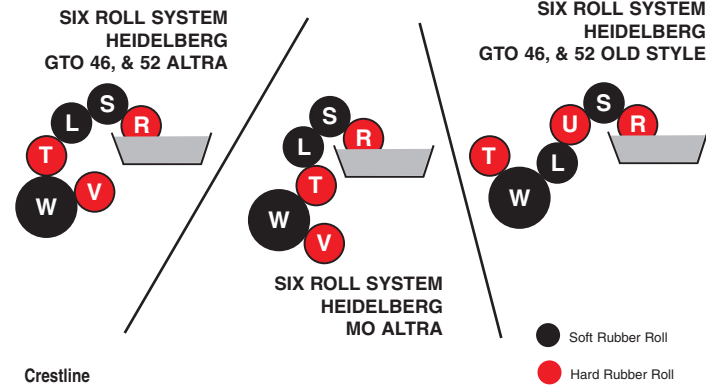 SIX ROLL SYSTEM
HEIDELBERG
GTO 46, & 52 ALTRA
S
L
R
T
V
W
SIX ROLL SYSTEM
HEIDELBERG
MO ALTRA
S
L
R
T
W
V
SIX ROLL SYSTEM
HEIDELBERG
GTO 46, & 52 OLD STYLE
S
U
R
T
L
W
Soft Rubber Roll
Hard Rubber Roll
Crestline